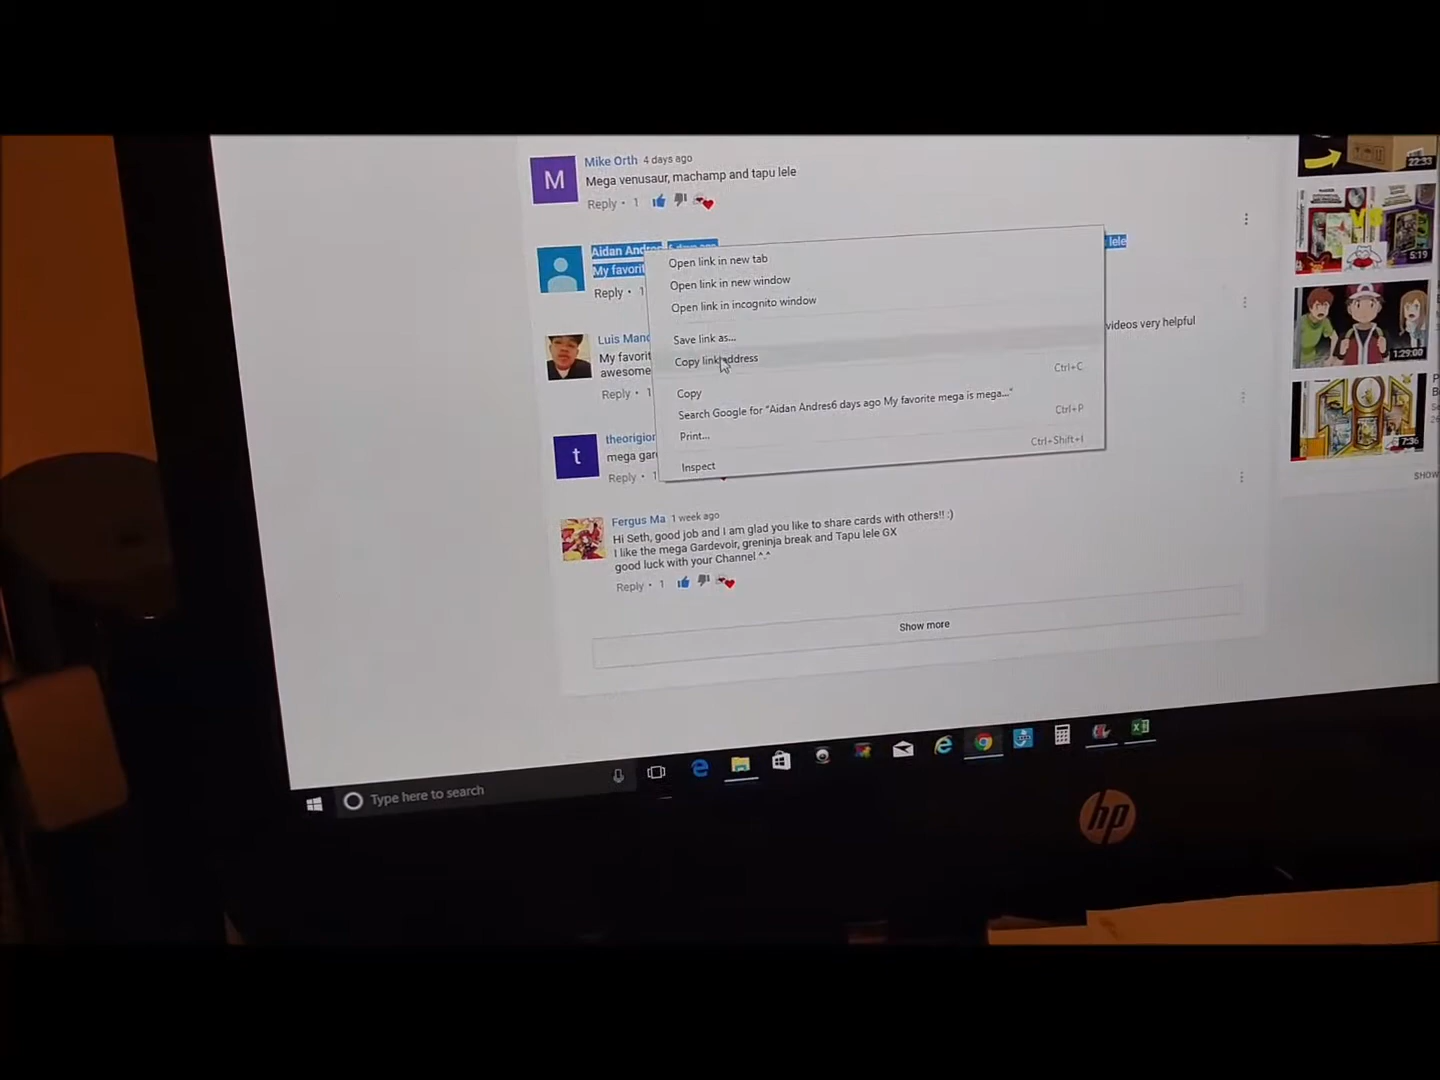 Mike Orth 4 days ago
M
Mega venusaur, machamp and tapu lele
Reply • 1
22:33
Aidan Andres 6 days ago
lele
My favorit
Reply • 1
Open link in new tab
Open link in new window
Open link in incognito window
Save link as...
Copy link address
Copy
Ctrl+C
Search Google for "Aidan Andres6 days ago My favorite mega is mega..."
Print...
Ctrl+P
Inspect
Ctrl+Shift+I
5:19
Luis Man
My favorit
videos very helpful
awesome
Reply • 1
1:29:00
t
theorigion
mega gar
Reply • 1
7:36
SHOW
Fergus Ma 1 week ago
Hi Seth, good job and I am glad you like to share cards with others!! :)
I like the mega Gardevoir, greninja break and Tapu lele GX
good luck with your Channel ^.^
Reply • 1
Show more
Type here to search
hp